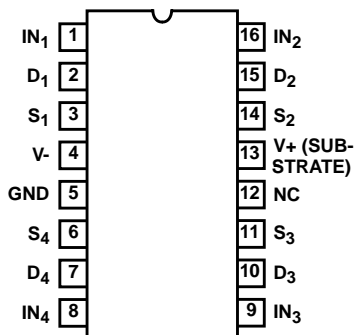 IN1 1 16 IN2
D1 2 15 D2
S1 3 14 S2
V- 4 13 V+ (SUB-
STRATE)
GND 5 12 NC
S4 6 11 S3
D4 7 10 D3
IN4 8 9 IN3